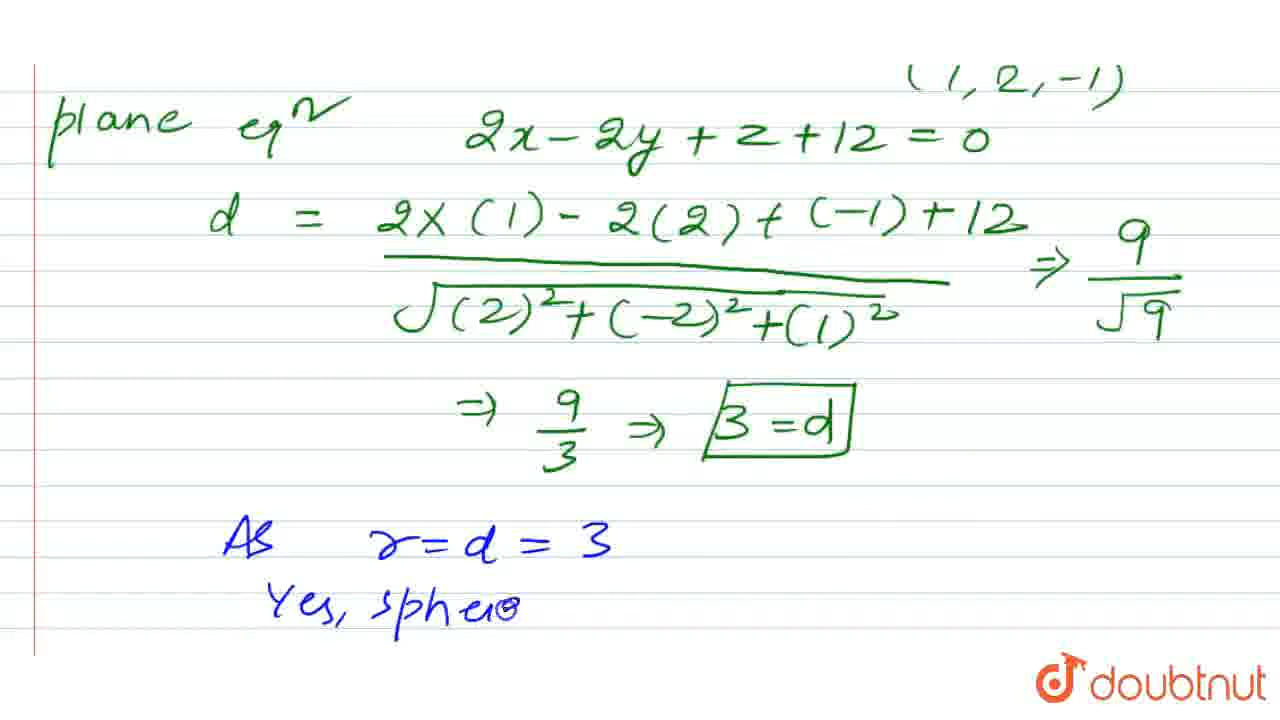 (1, 2, -1)
plane eqⁿ 2x - 2y + z + 12 = 0
d = 2 x (1) - 2(2) + (-1) + 12 / √(2)² + (-2)² + (1)² ⇒ 9/√9
⇒ 9/3 ⇒ 3 = d
As r = d = 3
Yes, sphere
doubtnut